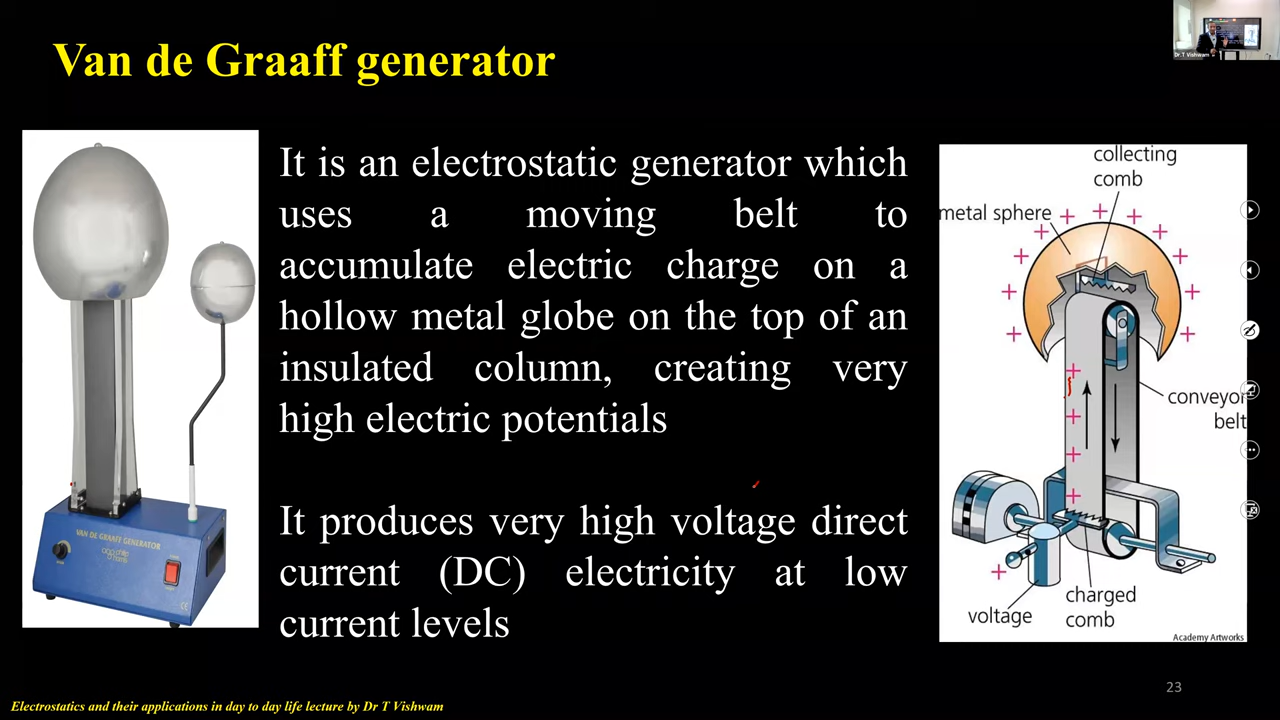 Van de Graaff generator
Dr T Vishwam
It is an electrostatic generator which
uses a moving belt to
accumulate electric charge on a
hollow metal globe on the top of an
insulated column, creating very
high electric potentials
It produces very high voltage direct
current (DC) electricity at low
current levels
VAN DE GRAAFF GENERATOR
collecting
comb
metal sphere
conveyor
belt
voltage
charged
comb
Academy Artworks
23
Electrostatics and their applications in day to day life lecture by Dr T Vishwam